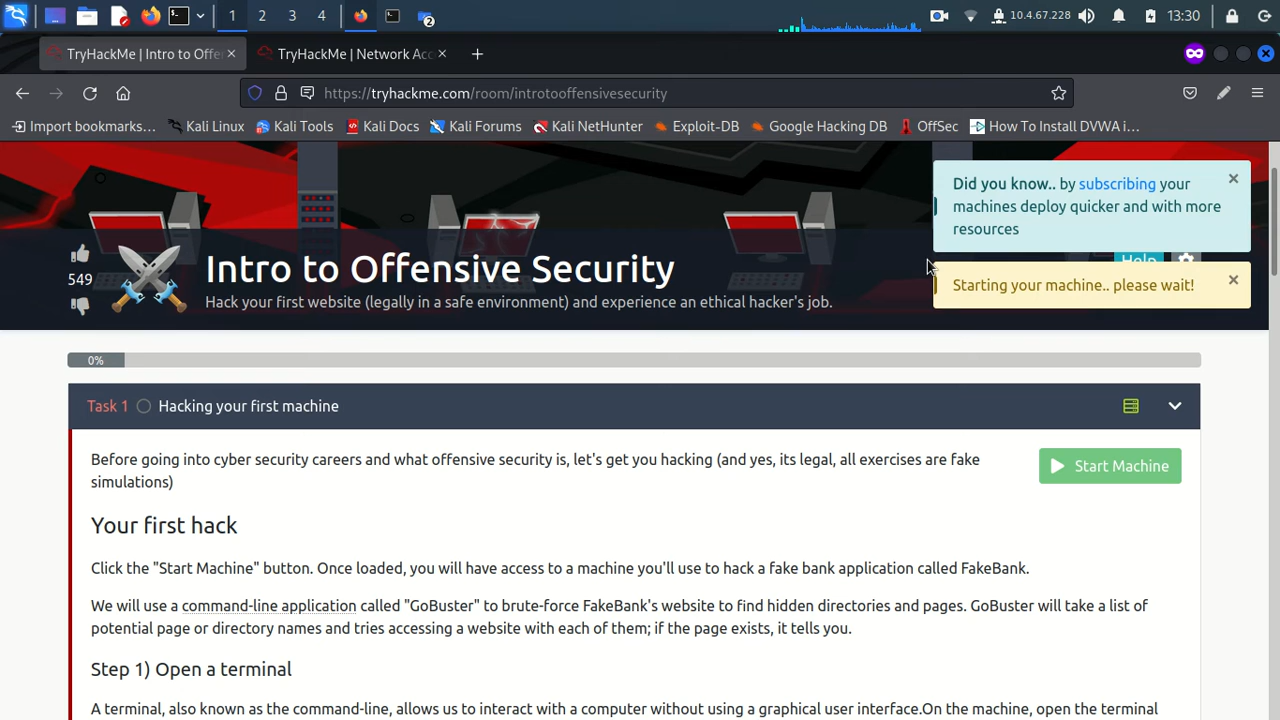 1 2 3 4 2 10.4.67.228 13:30
TryHackMe | Intro to Offen TryHackMe | Network Acc
https://tryhackme.com/room/introtooffensivesecurity
Import bookmarks... Kali Linux Kali Tools Kali Docs Kali Forums Kali NetHunter Exploit-DB Google Hacking DB OffSec How To Install DVWA i...
Did you know.. by subscribing your
machines deploy quicker and with more
resources
Help
Starting your machine.. please wait!
549
Intro to Offensive Security
Hack your first website (legally in a safe environment) and experience an ethical hacker's job.
0%
Task 1 Hacking your first machine
Before going into cyber security careers and what offensive security is, let's get you hacking (and yes, its legal, all exercises are fake
simulations)
Start Machine
Your first hack
Click the "Start Machine" button. Once loaded, you will have access to a machine you'll use to hack a fake bank application called FakeBank.
We will use a command-line application called "GoBuster" to brute-force FakeBank's website to find hidden directories and pages. GoBuster will take a list of
potential page or directory names and tries accessing a website with each of them; if the page exists, it tells you.
Step 1) Open a terminal
A terminal, also known as the command-line, allows us to interact with a computer without using a graphical user interface.On the machine, open the terminal